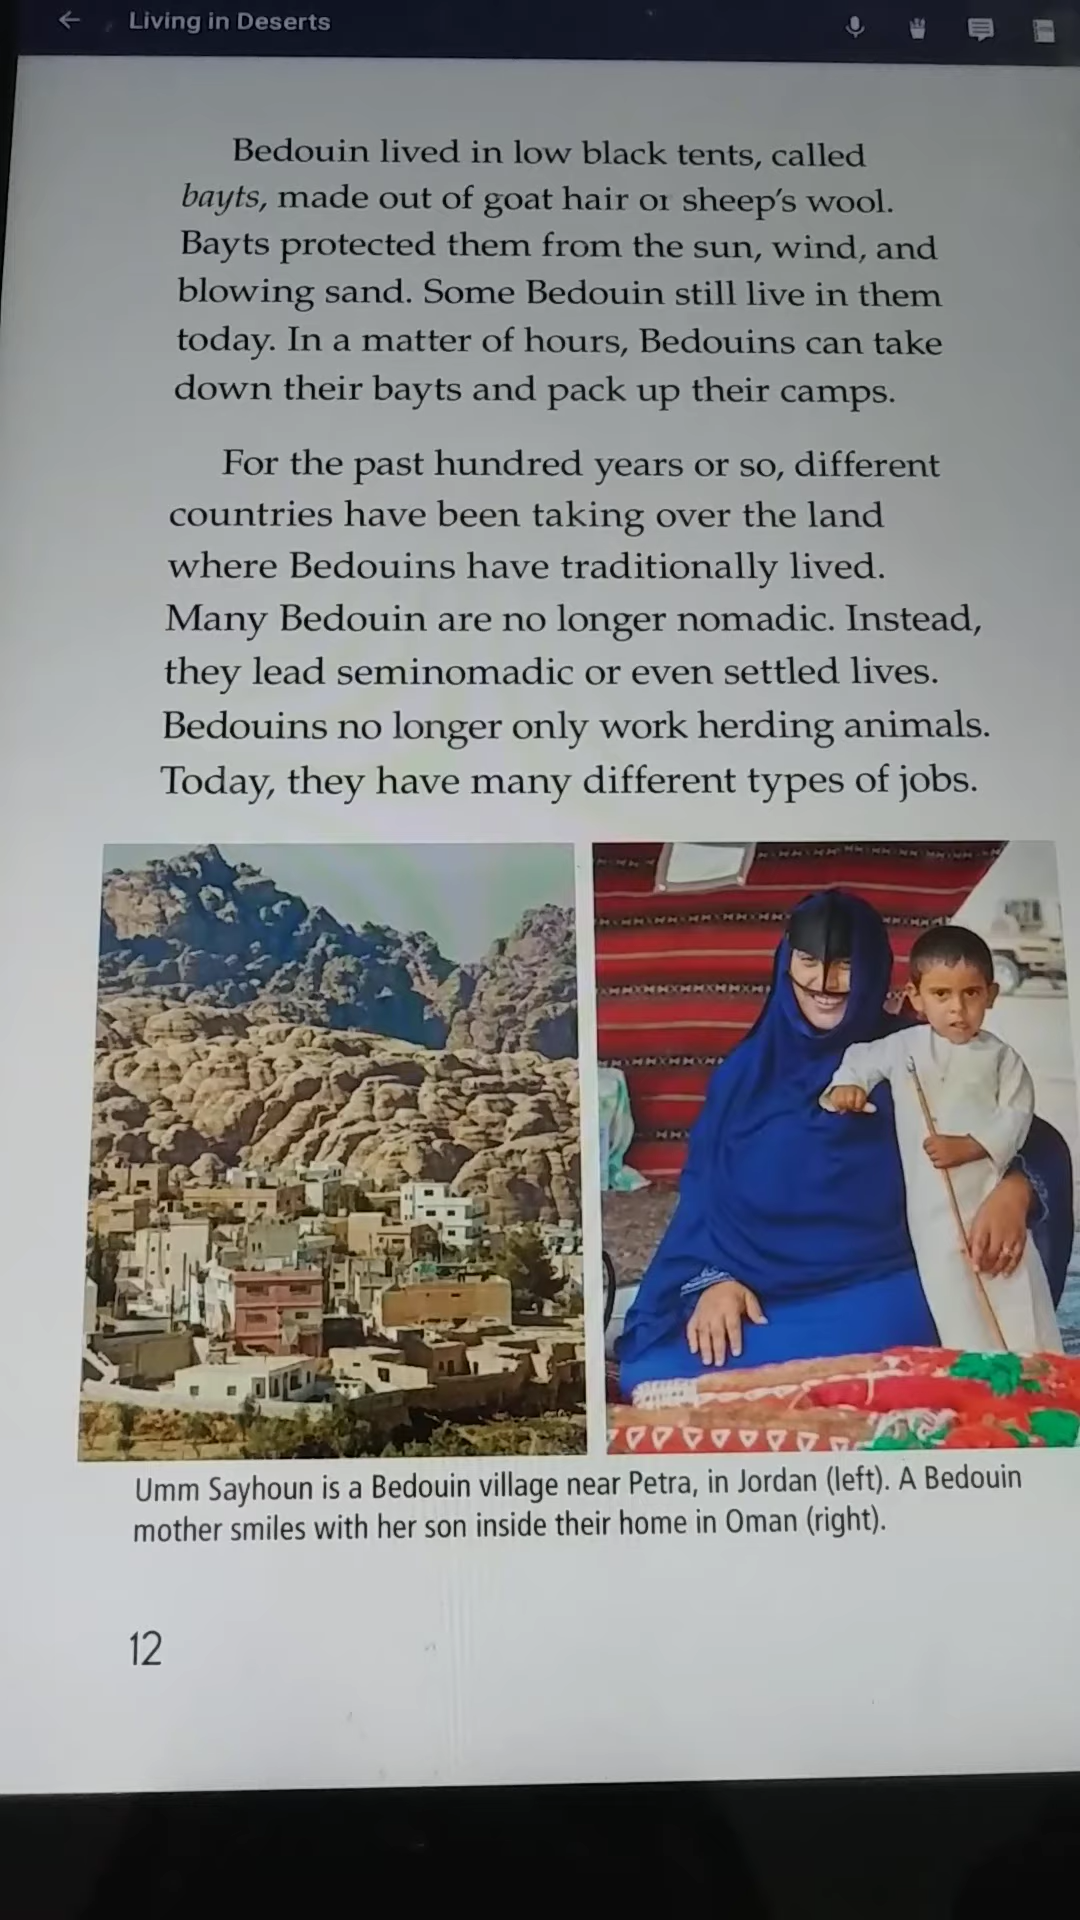 Living in Deserts
Bedouin lived in low black tents, called
bayts, made out of goat hair or sheep's wool.
Bayts protected them from the sun, wind, and
blowing sand. Some Bedouin still live in them
today. In a matter of hours, Bedouins can take
down their bayts and pack up their camps.
For the past hundred years or so, different
countries have been taking over the land
where Bedouins have traditionally lived.
Many Bedouin are no longer nomadic. Instead,
they lead seminomadic or even settled lives.
Bedouins no longer only work herding animals.
Today, they have many different types of jobs.
Umm Sayhoun is a Bedouin village near Petra, in Jordan (left). A Bedouin
mother smiles with her son inside their home in Oman (right).
12